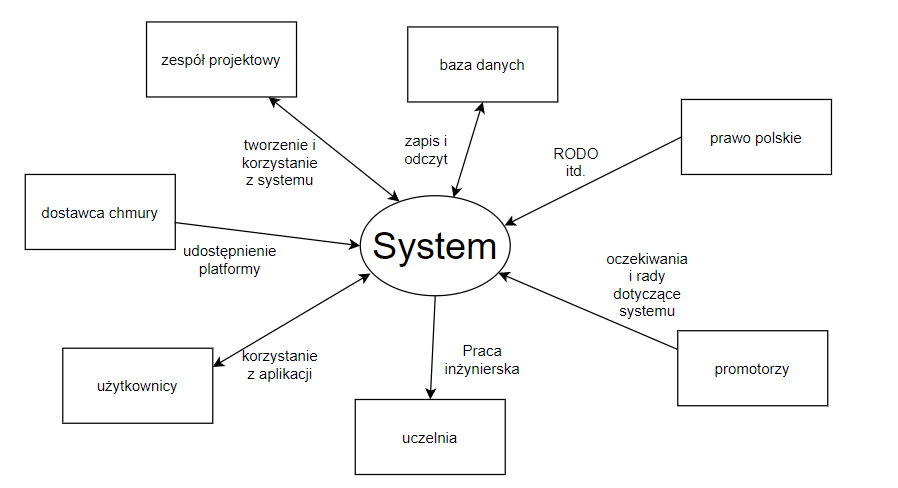 zespół projektowy
baza danych
prawo polskie
tworzenie i
korzystanie
z systemu
zapis i
odczyt
RODO
itd.
dostawca chmury
udostępnienie
platformy
System
oczekiwania
i rady
dotyczące
systemu
użytkownicy
korzystanie
z aplikacji
Praca
inżynierska
promotorzy
uczelnia